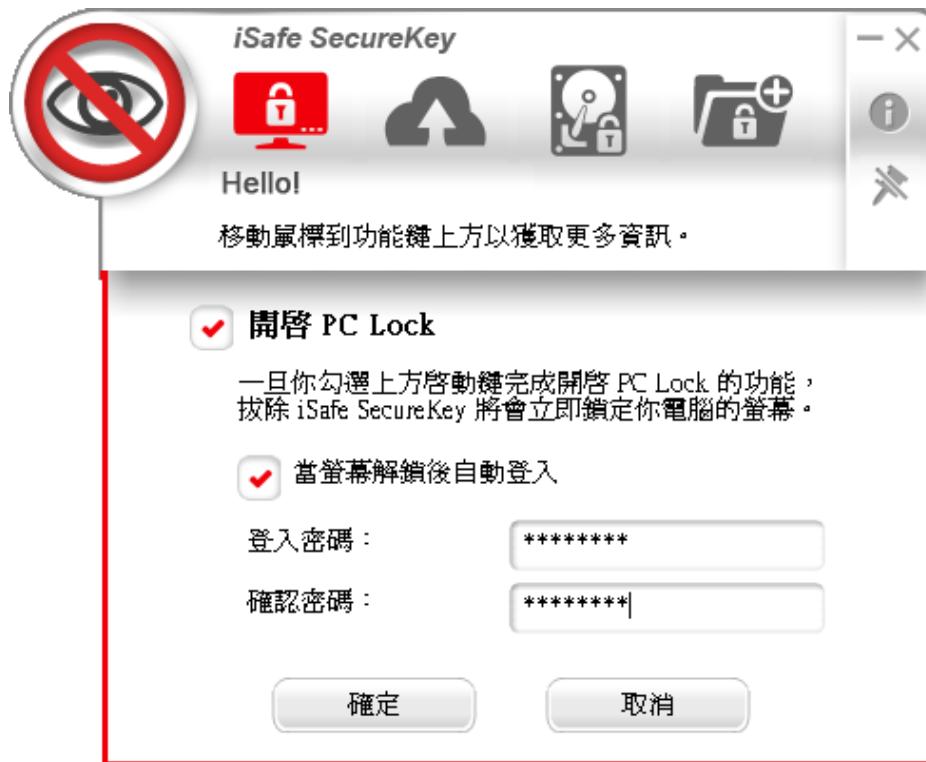 iSafe SecureKey
Hello!
移動鼠標到功能鍵上方以獲取更多資訊。
開啓 PC Lock
一旦你勾選上方啓動鍵完成開啓 PC Lock 的功能，
拔除 iSafe SecureKey 將會立即鎖定你電腦的螢幕。
當螢幕解鎖後自動登入
登入密碼： ********
確認密碼： ********
確定 取消